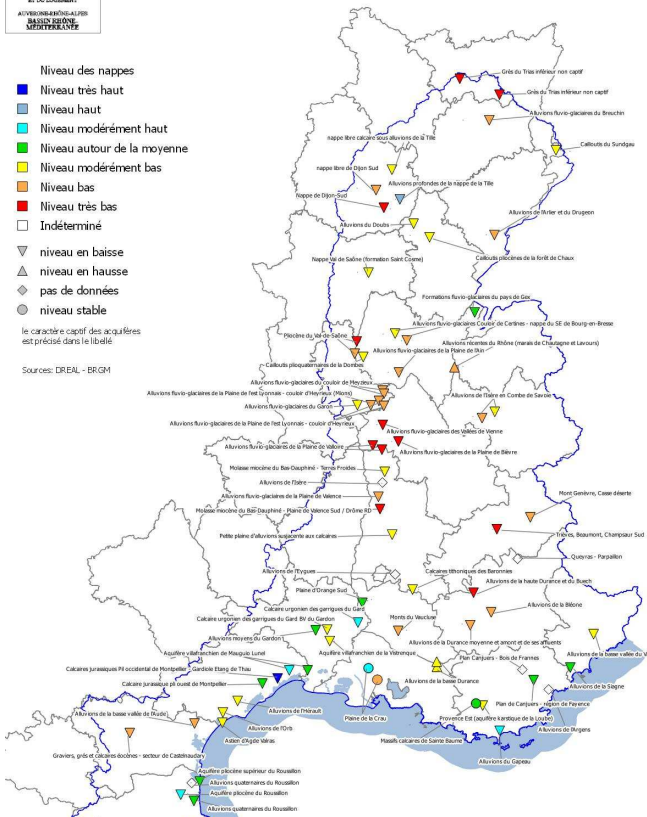 ET DU LOGEMENT
AUVERGNE-RHÔNE-ALPES
BASSIN RHÔNE-
MÉDITERRANÉE
Niveau des nappes
Niveau très haut
Niveau haut
Niveau modérément haut
Niveau autour de la moyenne
Niveau modérément bas
Niveau bas
Niveau très bas
Indéterminé
niveau en baisse
niveau en hausse
pas de données
niveau stable
le caractère captif des acquifères
est précisé dans le libellé
Sources: DREAL - BRGM
Grès du Trias inférieur non captif
Grès du Trias inférieur non captif
Alluvions fluvio-glaciaires du Breuchin
Cailloutis du Sundgau
nappe libre calcaire sous alluvions de la Tille
nappe libre de Dijon Sud
Alluvions profondes de la nappe de la Tille
Nappe de Dijon-Sud
Alluvions du Doubs
Alluvions de l'Arlier et du Drugeon
Cailloutis pliocènes de la forêt de Chaux
Nappe Val de Saône (formation Saint Cosme)
Formations fluvio-glaciaires du pays de Gex
Alluvions fluvio-glaciaires Couloir de Certines - nappe du SE de Bourg-en-Bresse
Pliocène du Val-de-Saône
Alluvions récentes du Rhône (marais de Chautagne et Lavours)
Alluvions fluvio-glaciaires de la Plaine de l'Ain
Cailloutis plioquaternaires de la Dombes
Alluvions fluvio-glaciaires du couloir de Meyzieux
Alluvions fluvio-glaciaires de la Plaine de l'est Lyonnais - couloir d'Heyrieux (Mions)
Alluvions de l'Isère en Combe de Savoie
Alluvions fluvio-glaciaires du Garon
Alluvions fluvio-glaciaires de la Plaine de l'est Lyonnais - couloir d'Heyrieux
Alluvions fluvio-glaciaires des Vallées de Vienne
Alluvions fluvio-glaciaires de la Plaine de Valloire
Alluvions fluvio-glaciaires de la Plaine de Bièvre
Molasse miocène du Bas-Dauphiné - Terres Froides
Alluvions de l'Isère
Alluvions fluvio-glaciaires de la Plaine de Valence
Mont Genèvre, Casse déserte
Molasse miocène du Bas-Dauphiné - Plaine de Valence Sud / Drôme RD
Petite plaine d'alluvions susjacente aux calcaires
Trièves, Beaumont, Champsaur Sud
Queyras - Parpaillon
Alluvions de l'Eygues
Calcaires tithoniques des Baronnies
Alluvions de la haute Durance et du Buech
Plaine d'Orange Sud
Calcaire urgonien des garrigues du Gard
Alluvions de la Bléone
Calcaire urgonien des garrigues du Gard BV du Gardon
Monts du Vaucluse
Alluvions moyens du Gardon
Alluvions de la Durance moyenne et amont et de ses affluents
Aquifère villafranchien de Mauguio Lunel
Aquifère villafranchien de la Vistrenque
Plan Canjuers - Bois de Frannes
Alluvions de la basse vallée du V
Calcaires jurassiques Pli occidental de Montpellier - Gardiole Etang de Thau
Alluvions de la basse Durance
Alluvions de la Siagne
Calcaire jurassique pli ouest de Montpellier
Plan de Canjuers - région de Fayence
Alluvions de la basse vallée de l'Aude
Alluvions de l'Hérault
Plaine de la Crau
Provence Est (aquifère karstique de la Loube)
Alluvions de l'Argens
Alluvions de l'Orb
Astien d'Agde Valras
Massifs calcaires de Sainte Baume
Graviers, grès et calcaires éocènes - secteur de Castelnaudary
Alluvions du Gapeau
Aquifère pliocène supérieur du Roussillon
Alluvions quaternaires du Roussillon
Aquifère pliocène du Roussillon
Alluvions quaternaires du Roussillon